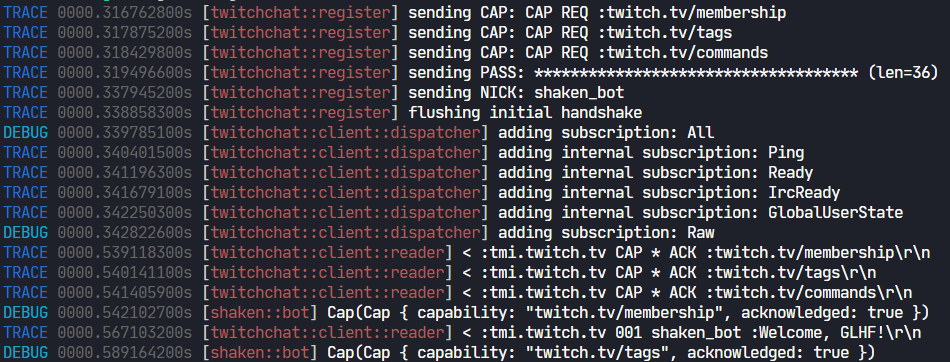 TRACE 0000.316762800s [twitchchat::register] sending CAP: CAP REQ :twitch.tv/membership
TRACE 0000.317875200s [twitchchat::register] sending CAP: CAP REQ :twitch.tv/tags
TRACE 0000.318429800s [twitchchat::register] sending CAP: CAP REQ :twitch.tv/commands
TRACE 0000.319496600s [twitchchat::register] sending PASS: ************************************ (len=36)
TRACE 0000.337945200s [twitchchat::register] sending NICK: shaken_bot
TRACE 0000.338858300s [twitchchat::register] flushing initial handshake
DEBUG 0000.339785100s [twitchchat::client::dispatcher] adding subscription: All
TRACE 0000.340401500s [twitchchat::client::dispatcher] adding internal subscription: Ping
TRACE 0000.341196300s [twitchchat::client::dispatcher] adding internal subscription: Ready
TRACE 0000.341679100s [twitchchat::client::dispatcher] adding internal subscription: IrcReady
TRACE 0000.342250300s [twitchchat::client::dispatcher] adding internal subscription: GlobalUserState
DEBUG 0000.342822600s [twitchchat::client::dispatcher] adding subscription: Raw
TRACE 0000.539118300s [twitchchat::client::reader] < :tmi.twitch.tv CAP * ACK :twitch.tv/membership\r\n
TRACE 0000.540141100s [twitchchat::client::reader] < :tmi.twitch.tv CAP * ACK :twitch.tv/tags\r\n
TRACE 0000.541405900s [twitchchat::client::reader] < :tmi.twitch.tv CAP * ACK :twitch.tv/commands\r\n
DEBUG 0000.542102700s [shaken::bot] Cap(Cap { capability: "twitch.tv/membership", acknowledged: true })
TRACE 0000.567103200s [twitchchat::client::reader] < :tmi.twitch.tv 001 shaken_bot :Welcome, GLHF!\r\n
DEBUG 0000.589164200s [shaken::bot] Cap(Cap { capability: "twitch.tv/tags", acknowledged: true })